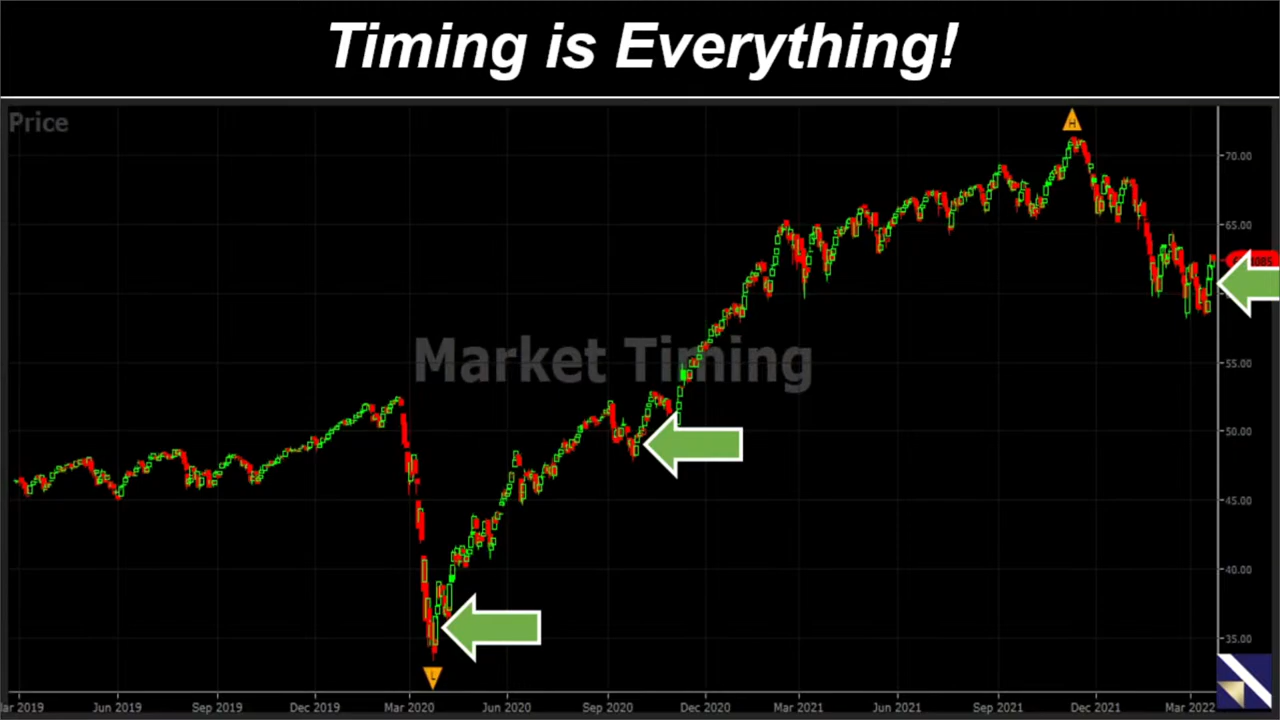 Timing is Everything!
Price
H
70.00
65.00
Market Timing
55.00
50.00
45.00
40.00
35.00
L
Mar 2019 Jun 2019 Sep 2019 Dec 2019 Mar 2020 Jun 2020 Sep 2020 Dec 2020 Mar 2021 Jun 2021 Sep 2021 Dec 2021 Mar 2022